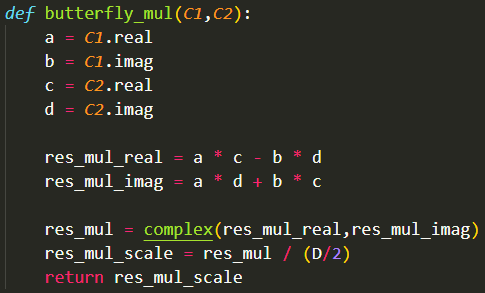 def butterfly_mul(C1,C2):
    a = C1.real
    b = C1.imag
    c = C2.real
    d = C2.imag

    res_mul_real = a * c - b * d
    res_mul_imag = a * d + b * c

    res_mul = complex(res_mul_real,res_mul_imag)
    res_mul_scale = res_mul / (D/2)
    return res_mul_scale